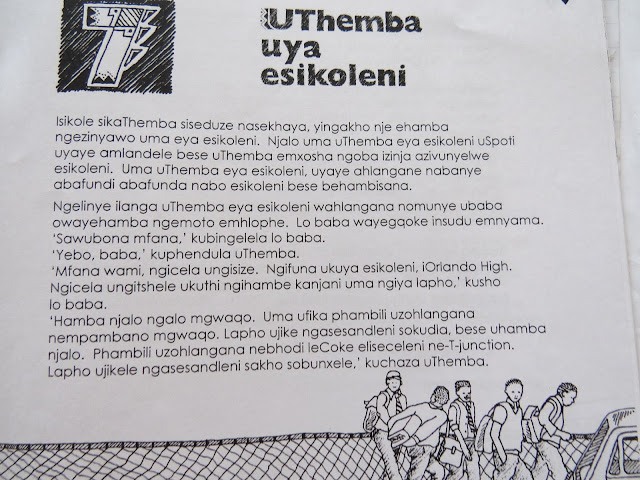 7
UThemba
uya
esikoleni
Isikole sikaThemba siseduze nasekhaya, yingakho nje ehamba
ngezinyawo uma eya esikoleni. Njalo uma uThemba eya esikoleni uSpoti
uyaye amlandele bese uThemba emxosha ngoba izinja azivunyelwe
esikoleni. Uma uThemba eya esikoleni, uyaye ahlangane nabanye
abafundi abafunda nabo esikoleni bese behambisana.
Ngelinye ilanga uThemba eya esikoleni wahlangana nomunye ubaba
owayehamba ngemoto emhlophe. Lo baba wayegqoke insudu emnyama.
‘Sawubona mfana,’ kubingelela lo baba.
‘Yebo, baba,’ kuphendula uThemba.
‘Mfana wami, ngicela ungisize. Ngifuna ukuya esikoleni, iOrlando High.
Ngicela ungitshele ukuthi ngihambe kanjani uma ngiya lapho,’ kusho
lo baba.
‘Hamba njalo ngalo mgwaqo. Uma ufika phambili uzohlangana
nempambano mgwaqo. Lapho ujike ngasesandleni sokudia, bese uhamba
njalo. Phambili uzohlangana nebhodi leCoke eliseceleni ne-T-junction.
Lapho ujikele ngasesandleni sakho sobunxele,’ kuchaza uThemba.